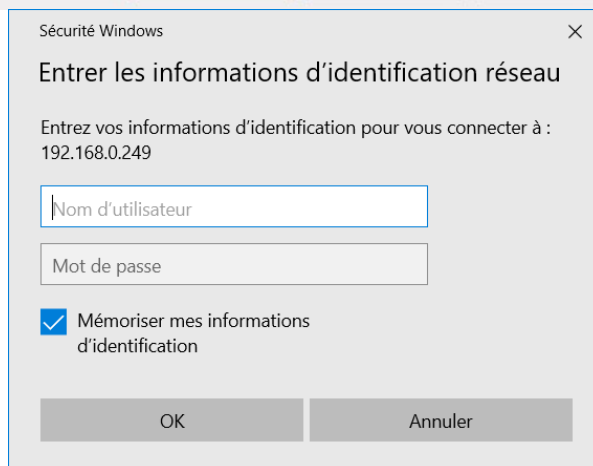 Sécurité Windows
Entrer les informations d’identification réseau
Entrez vos informations d’identification pour vous connecter à :
192.168.0.249
Nom d’utilisateur
Mot de passe
Mémoriser mes informations
d’identification
OK
Annuler